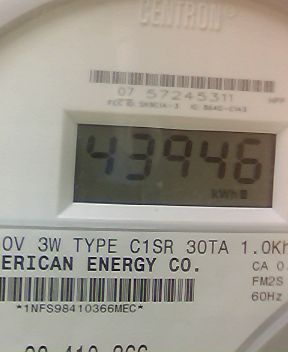 CENTRON®
07 57245311
43946
kWh
0V 3W TYPE C1SR 30TA 1.0Kh
ERICAN ENERGY CO.
CA 0.
FM2S
60Hz
*1NFS98410366MEC*